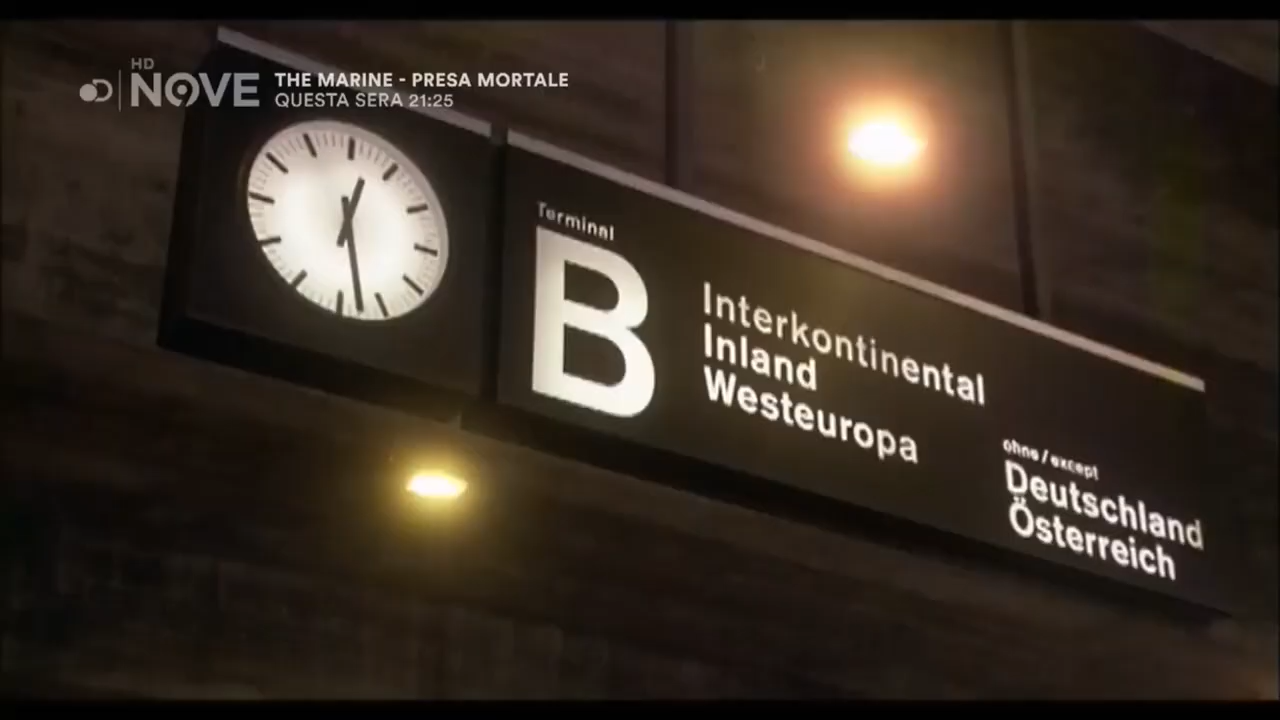 HD
NOVE
THE MARINE - PRESA MORTALE
QUESTA SERA 21:25
Terminal
B
Interkontinental
Inland
Westeuropa
ohne / except
Deutschland
Österreich